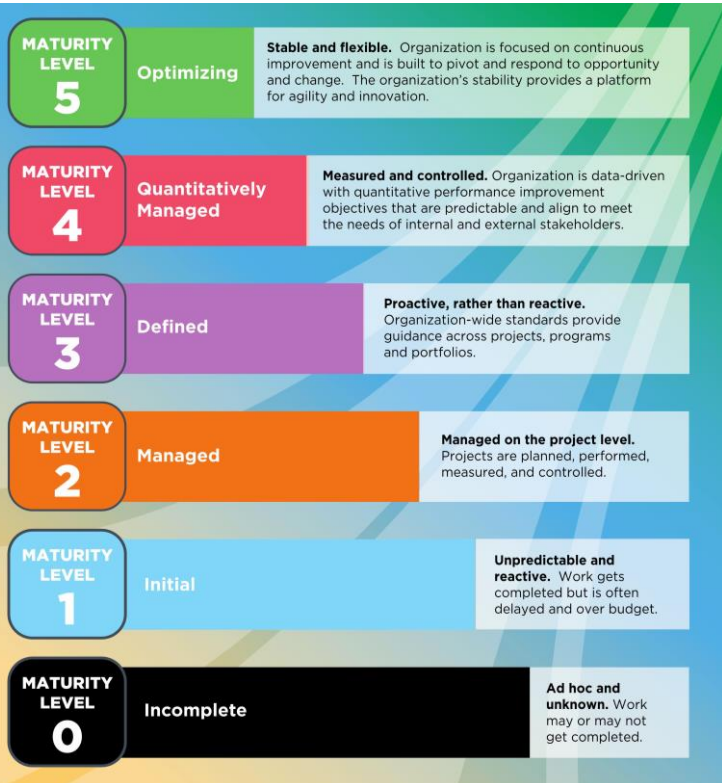 MATURITY
LEVEL
5
Optimizing
Stable and flexible. Organization is focused on continuous
improvement and is built to pivot and respond to opportunity
and change. The organization's stability provides a platform
for agility and innovation.
MATURITY
LEVEL
4
Quantitatively
Managed
Measured and controlled. Organization is data-driven
with quantitative performance improvement
objectives that are predictable and align to meet
the needs of internal and external stakeholders.
MATURITY
LEVEL
3
Defined
Proactive, rather than reactive.
Organization-wide standards provide
guidance across projects, programs
and portfolios.
MATURITY
LEVEL
2
Managed
Managed on the project level.
Projects are planned, performed,
measured, and controlled.
MATURITY
LEVEL
1
Initial
Unpredictable and
reactive. Work gets
completed but is often
delayed and over budget.
MATURITY
LEVEL
0
Incomplete
Ad hoc and
unknown. Work
may or may not
get completed.